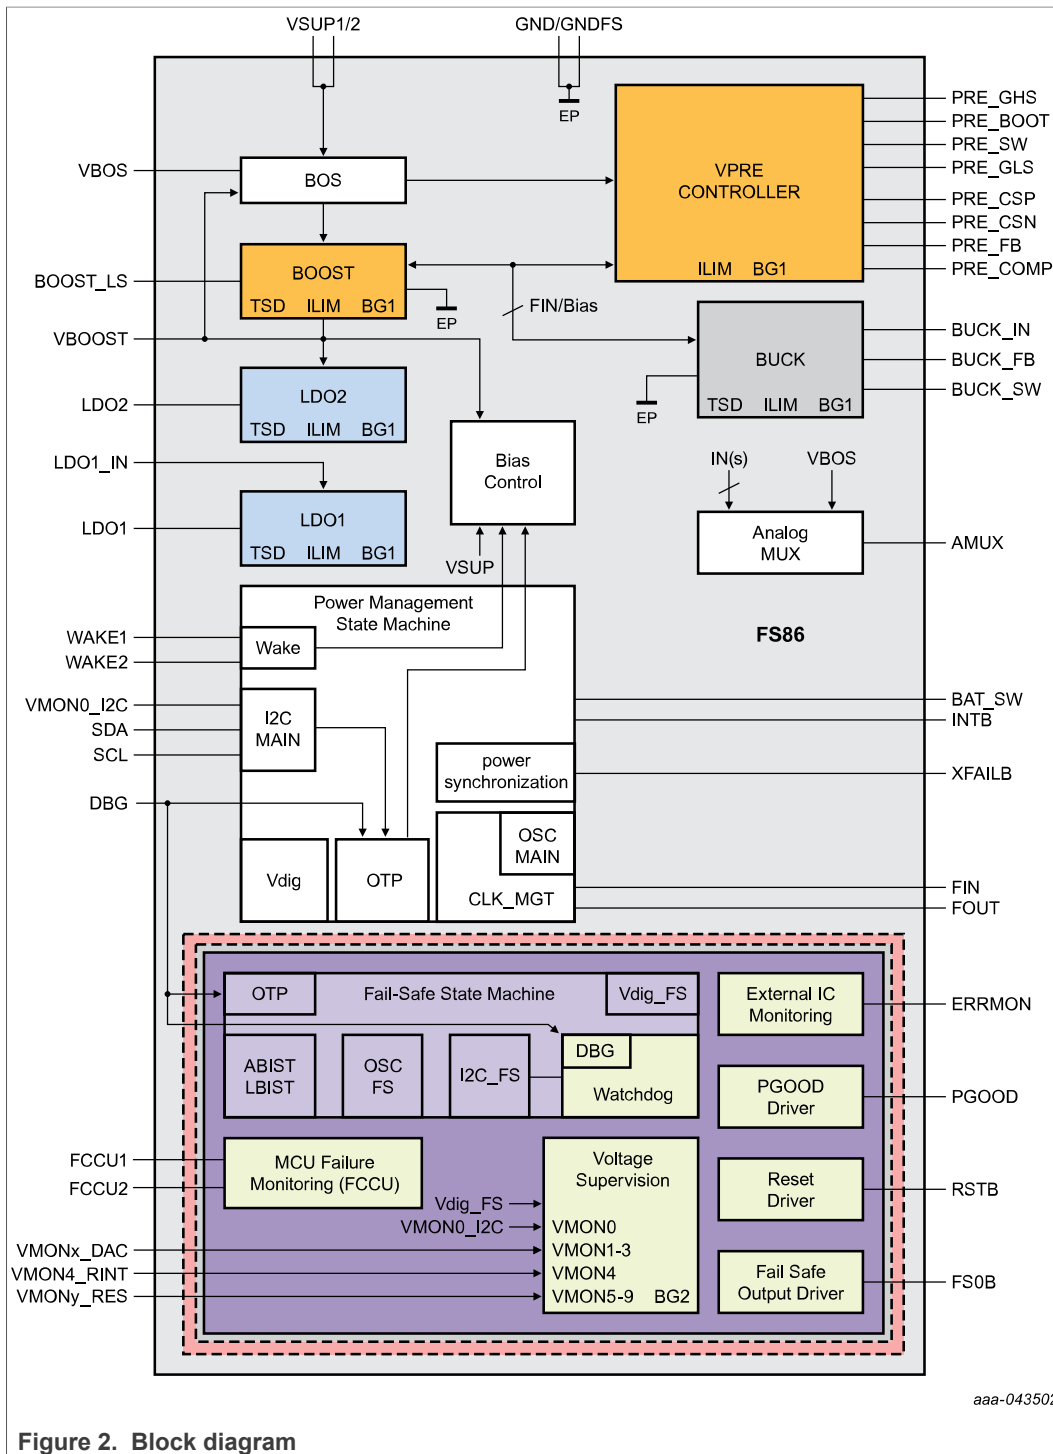 VSUP1/2
GND/GNDFS
EP
PRE_GHS
PRE_BOOT
PRE_SW
PRE_GLS
PRE_CSP
PRE_CSN
PRE_FB
PRE_COMP
VPRE
CONTROLLER
ILIM BG1
VBOS
BOS
BOOST_LS
BOOST
TSD ILIM BG1
EP
FIN/Bias
VBOOST
BUCK_IN
BUCK_FB
BUCK_SW
BUCK
TSD ILIM BG1
EP
LDO2
LDO2
TSD ILIM BG1
LDO1_IN
LDO1
LDO1
TSD ILIM BG1
Bias
Control
VSUP
IN(s)
VBOS
Analog
MUX
AMUX
FS86
Power Management
State Machine
WAKE1
WAKE2
Wake
VMON0_I2C
SDA
SCL
I2C
MAIN
DBG
BAT_SW
INTB
power
synchronization
XFAILB
OSC
MAIN
CLK_MGT
Vdig
OTP
FIN
FOUT
OTP
Fail-Safe State Machine
Vdig_FS
External IC
Monitoring
ERRMON
ABIST
LBIST
OSC
FS
I2C_FS
DBG
Watchdog
PGOOD
Driver
PGOOD
FCCU1
FCCU2
MCU Failure
Monitoring (FCCU)
Voltage
Supervision
Vdig_FS
VMON0_I2C
VMON0
VMON1-3
VMON4
VMON5-9 BG2
Reset
Driver
RSTB
VMONx_DAC
VMON4_RINT
VMONy_RES
Fail Safe
Output Driver
FS0B
aaa-043502
Figure 2. Block diagram